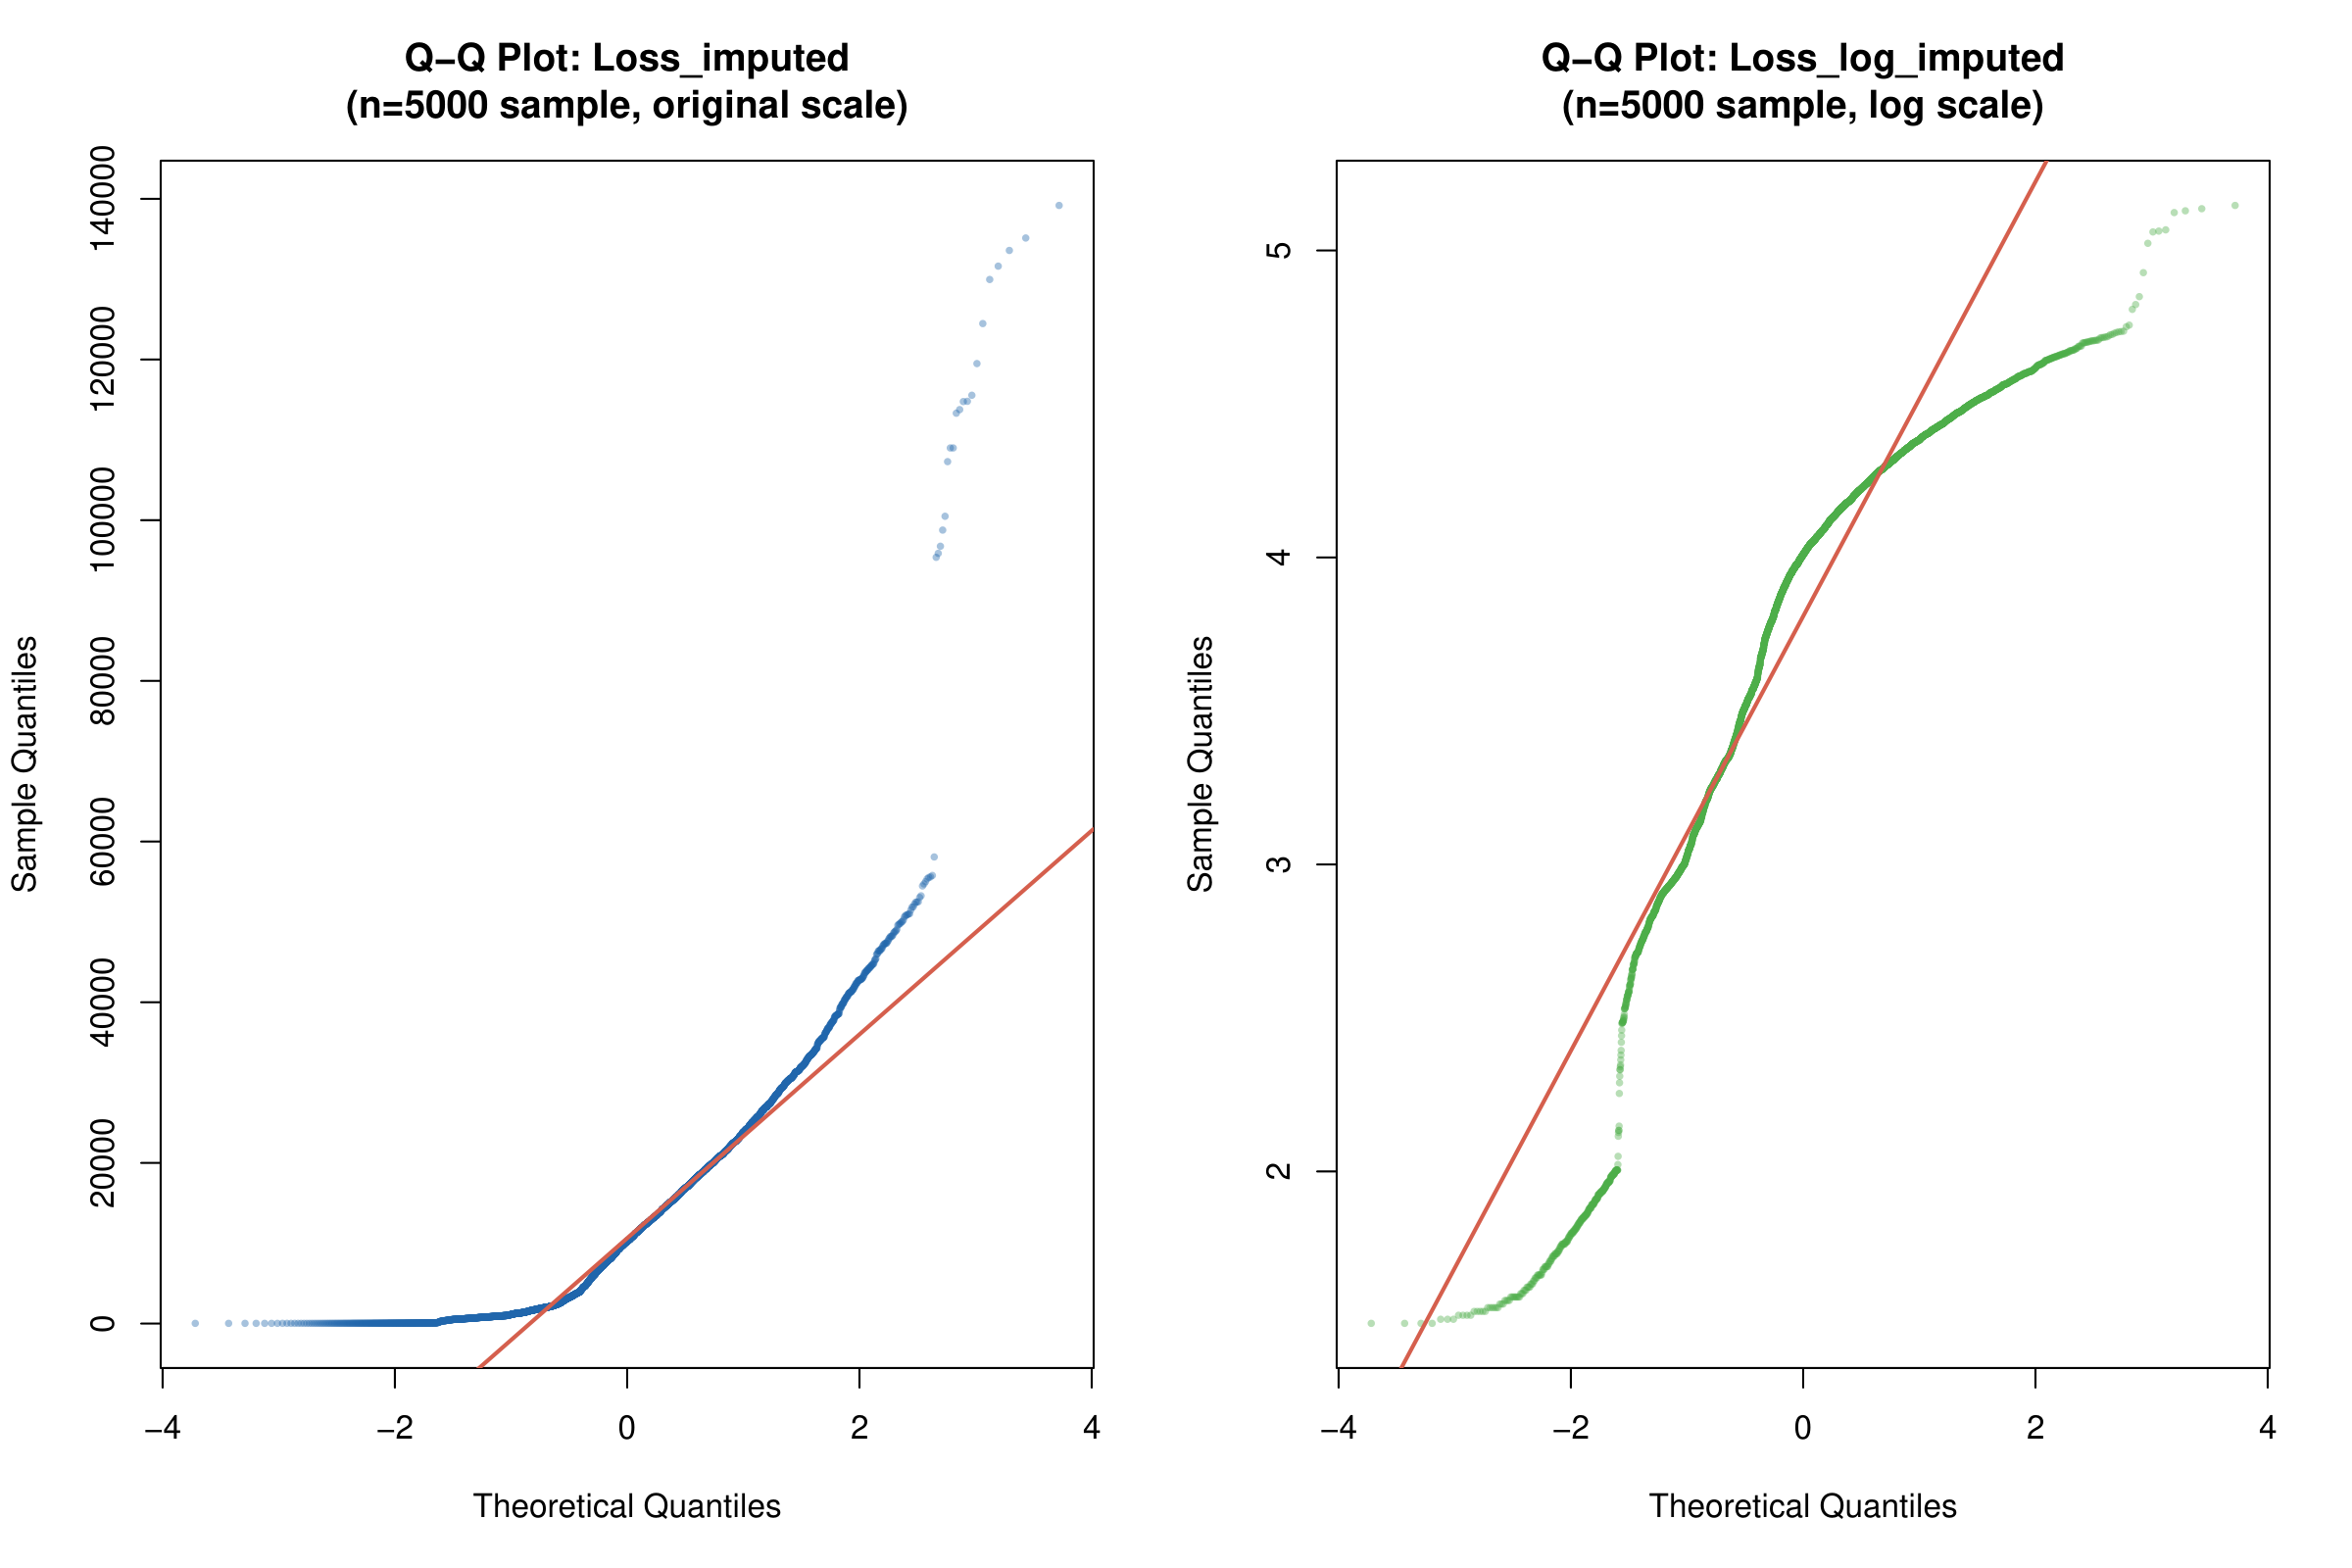 Q−Q Plot: Loss_imputed
(n=5000 sample, original scale)
Sample Quantiles
140000
120000
100000
80000
60000
40000
20000
0
−4
−2
0
2
4
Theoretical Quantiles
Q−Q Plot: Loss_log_imputed
(n=5000 sample, log scale)
Sample Quantiles
5
4
3
2
−4
−2
0
2
4
Theoretical Quantiles